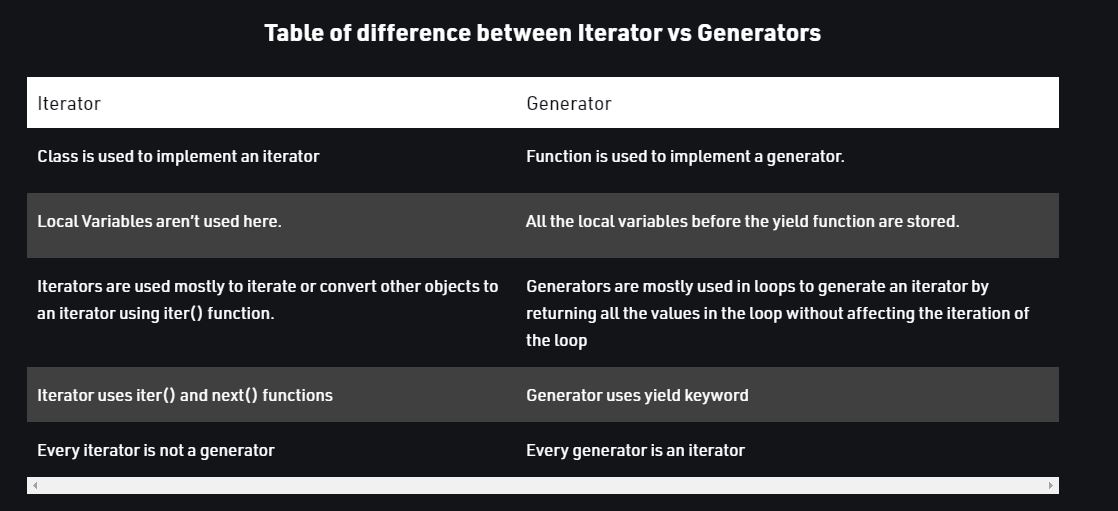 Table of difference between Iterator vs Generators
Iterator
Generator
Class is used to implement an iterator
Function is used to implement a generator.
Local Variables aren’t used here.
All the local variables before the yield function are stored.
Iterators are used mostly to iterate or convert other objects to
an iterator using iter() function.
Generators are mostly used in loops to generate an iterator by
returning all the values in the loop without affecting the iteration of
the loop
Iterator uses iter() and next() functions
Generator uses yield keyword
Every iterator is not a generator
Every generator is an iterator